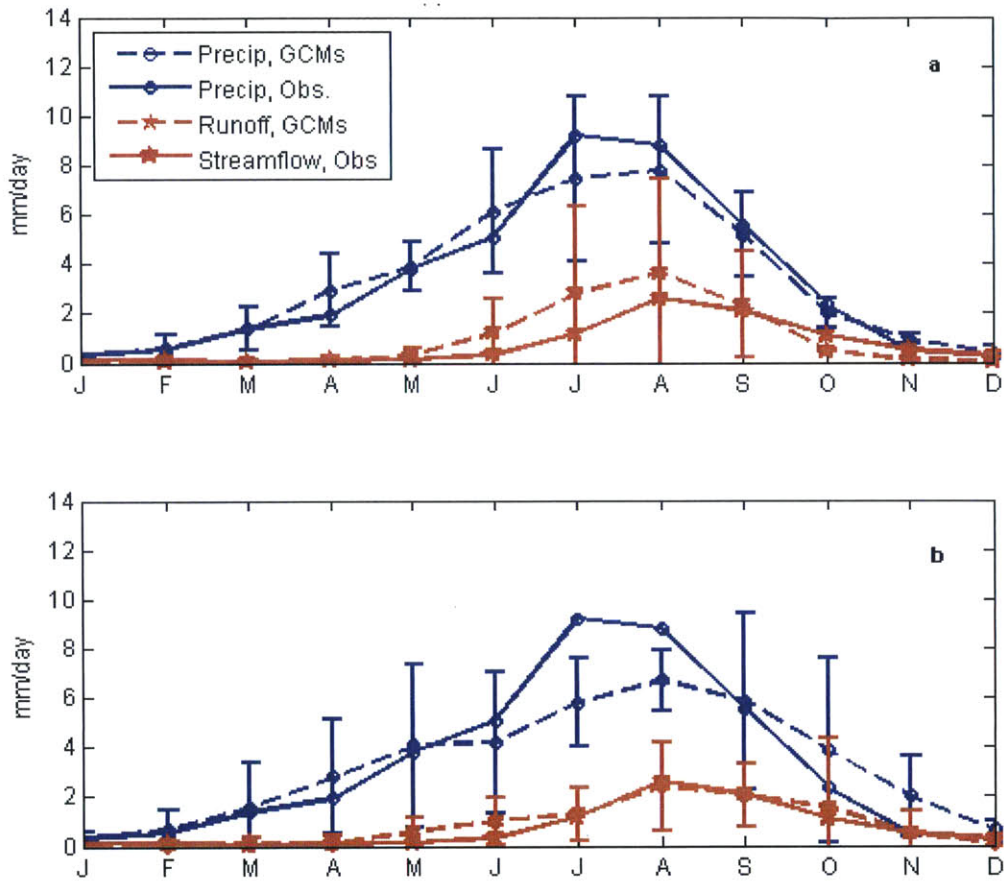 14
12
10
8
6
4
2
0
mm/day
Precip, GCMs
Precip, Obs.
Runoff, GCMs
Streamflow, Obs
a
J F M A M J J A S O N D
14
12
10
8
6
4
2
0
mm/day
b
J F M A M J J A S O N D